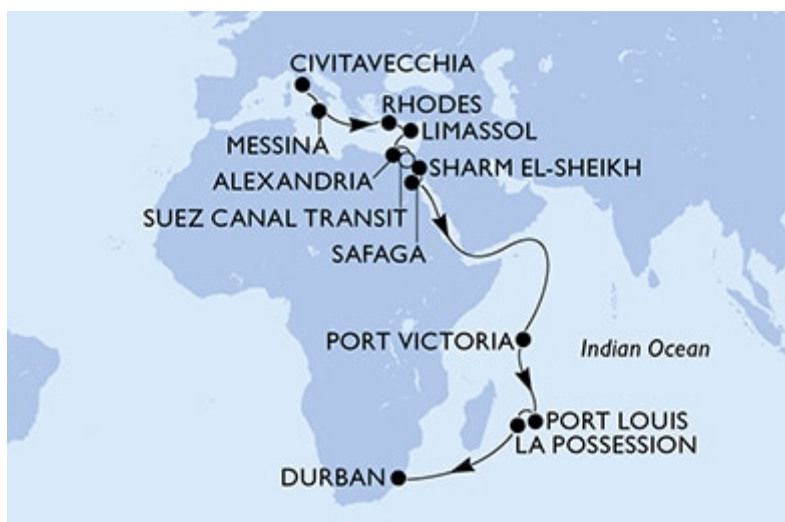 CIVITAVECCHIA
RHODES
LIMASSOL
MESSINA
SHARM EL-SHEIKH
ALEXANDRIA
SUEZ CANAL TRANSIT
SAFAGA
PORT VICTORIA
Indian Ocean
PORT LOUIS
LA POSSESSION
DURBAN